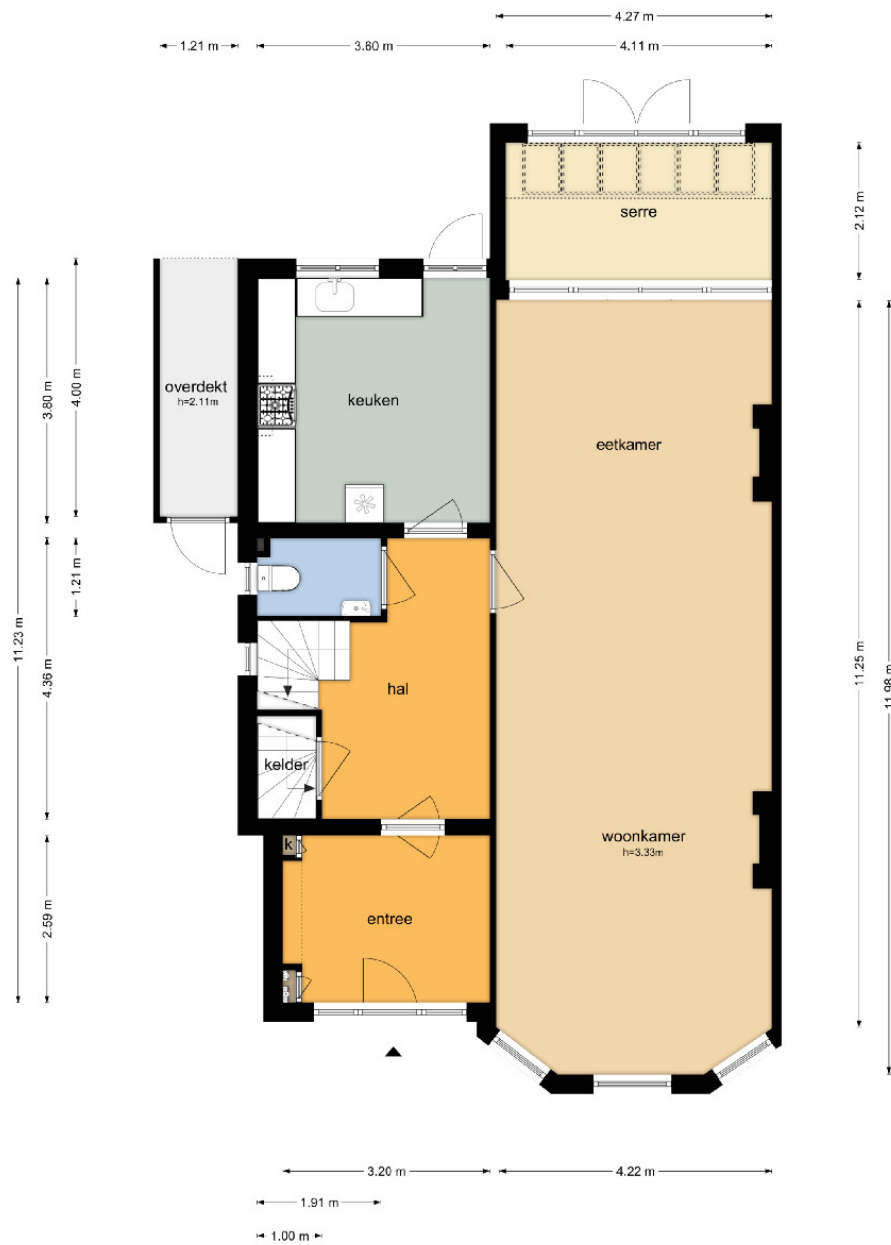 4.27 m
1.21 m
3.60 m
4.11 m
serre
2.12 m
overdekt
h=2.11m
keuken
eetkamer
3.80 m
4.00 m
1.21 m
11.23 m
4.36 m
hal
kelder
11.25 m
11.98 m
woonkamer
h=3.33m
k
entree
2.59 m
3.20 m
4.22 m
1.91 m
1.00 m